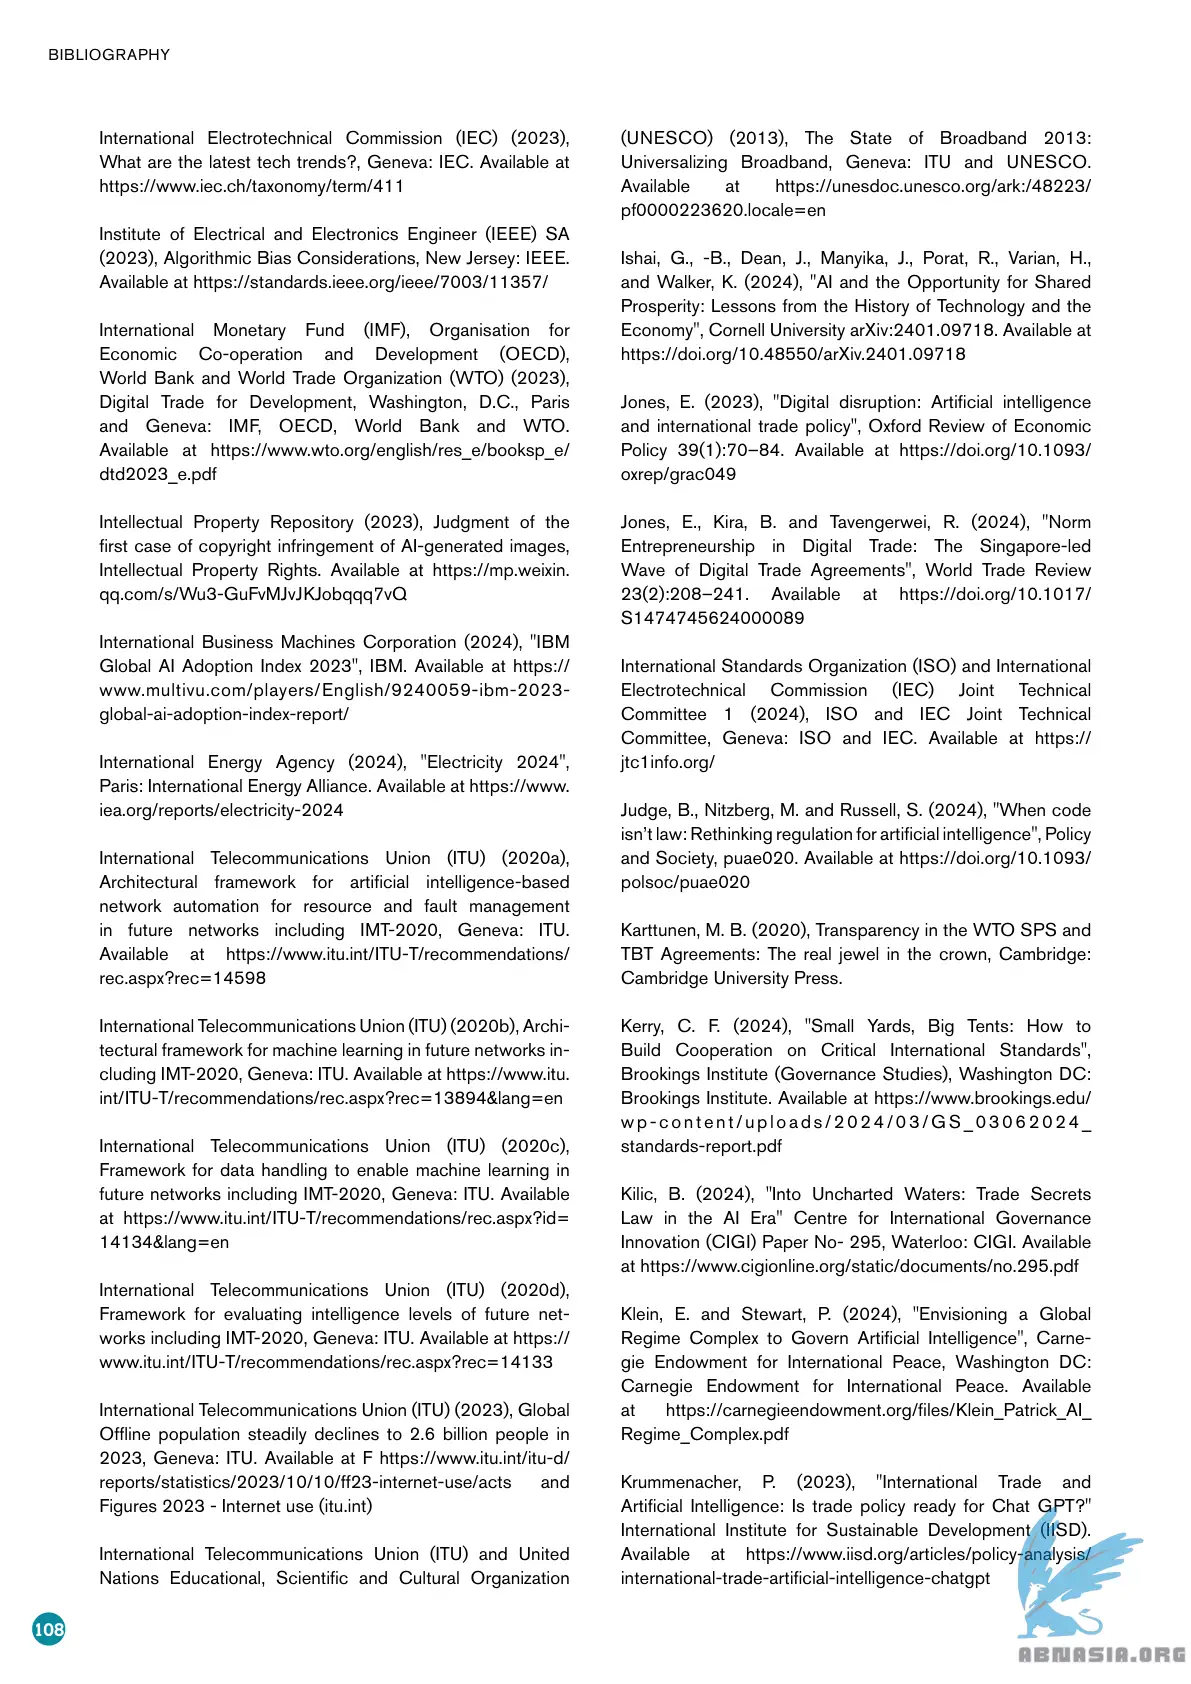 BIBLIOGRAPHY
International Electrotechnical Commission (IEC) (2023),
What are the latest tech trends?, Geneva: IEC. Available at
https://www.iec.ch/taxonomy/term/411
Institute of Electrical and Electronics Engineer (IEEE) SA
(2023), Algorithmic Bias Considerations, New Jersey: IEEE.
Available at https://standards.ieee.org/ieee/7003/11357/
International Monetary Fund (IMF), Organisation for
Economic Co-operation and Development (OECD),
World Bank and World Trade Organization (WTO) (2023),
Digital Trade for Development, Washington, D.C., Paris
and Geneva: IMF, OECD, World Bank and WTO.
Available at https://www.wto.org/english/res_e/booksp_e/
dtd2023_e.pdf
Intellectual Property Repository (2023), Judgment of the
first case of copyright infringement of AI-generated images,
Intellectual Property Rights. Available at https://mp.weixin.
qq.com/s/Wu3-GuFvMJvJKJobqqq7vQ
International Business Machines Corporation (2024), "IBM
Global AI Adoption Index 2023", IBM. Available at https://
www.multivu.com/players/English/9240059-ibm-2023-
global-ai-adoption-index-report/
International Energy Agency (2024), "Electricity 2024",
Paris: International Energy Alliance. Available at https://www.
iea.org/reports/electricity-2024
International Telecommunications Union (ITU) (2020a),
Architectural framework for artificial intelligence-based
network automation for resource and fault management
in future networks including IMT-2020, Geneva: ITU.
Available at https://www.itu.int/ITU-T/recommendations/
rec.aspx?rec=14598
International Telecommunications Union (ITU) (2020b), Archi-
tectural framework for machine learning in future networks in-
cluding IMT-2020, Geneva: ITU. Available at https://www.itu.
int/ITU-T/recommendations/rec.aspx?rec=13894&lang=en
International Telecommunications Union (ITU) (2020c),
Framework for data handling to enable machine learning in
future networks including IMT-2020, Geneva: ITU. Available
at https://www.itu.int/ITU-T/recommendations/rec.aspx?id=
14134&lang=en
International Telecommunications Union (ITU) (2020d),
Framework for evaluating intelligence levels of future net-
works including IMT-2020, Geneva: ITU. Available at https://
www.itu.int/ITU-T/recommendations/rec.aspx?rec=14133
International Telecommunications Union (ITU) (2023), Global
Offline population steadily declines to 2.6 billion people in
2023, Geneva: ITU. Available at F https://www.itu.int/itu-d/
reports/statistics/2023/10/10/ff23-internet-use/acts and
Figures 2023 - Internet use (itu.int)
International Telecommunications Union (ITU) and United
Nations Educational, Scientific and Cultural Organization
(UNESCO) (2013), The State of Broadband 2013:
Universalizing Broadband, Geneva: ITU and UNESCO.
Available at https://unesdoc.unesco.org/ark:/48223/
pf0000223620.locale=en
Ishai, G., -B., Dean, J., Manyika, J., Porat, R., Varian, H.,
and Walker, K. (2024), "AI and the Opportunity for Shared
Prosperity: Lessons from the History of Technology and the
Economy", Cornell University arXiv:2401.09718. Available at
https://doi.org/10.48550/arXiv.2401.09718
Jones, E. (2023), "Digital disruption: Artificial intelligence
and international trade policy", Oxford Review of Economic
Policy 39(1):70–84. Available at https://doi.org/10.1093/
oxrep/grac049
Jones, E., Kira, B. and Tavengerwei, R. (2024), "Norm
Entrepreneurship in Digital Trade: The Singapore-led
Wave of Digital Trade Agreements", World Trade Review
23(2):208–241. Available at https://doi.org/10.1017/
S1474745624000089
International Standards Organization (ISO) and International
Electrotechnical Commission (IEC) Joint Technical
Committee 1 (2024), ISO and IEC Joint Technical
Committee, Geneva: ISO and IEC. Available at https://
jtc1info.org/
Judge, B., Nitzberg, M. and Russell, S. (2024), "When code
isn’t law: Rethinking regulation for artificial intelligence", Policy
and Society, puae020. Available at https://doi.org/10.1093/
polsoc/puae020
Karttunen, M. B. (2020), Transparency in the WTO SPS and
TBT Agreements: The real jewel in the crown, Cambridge:
Cambridge University Press.
Kerry, C. F. (2024), "Small Yards, Big Tents: How to
Build Cooperation on Critical International Standards",
Brookings Institute (Governance Studies), Washington DC:
Brookings Institute. Available at https://www.brookings.edu/
wp-content/uploads/2024/03/GS_03062024_
standards-report.pdf
Kilic, B. (2024), "Into Uncharted Waters: Trade Secrets
Law in the AI Era" Centre for International Governance
Innovation (CIGI) Paper No- 295, Waterloo: CIGI. Available
at https://www.cigionline.org/static/documents/no.295.pdf
Klein, E. and Stewart, P. (2024), "Envisioning a Global
Regime Complex to Govern Artificial Intelligence", Carne-
gie Endowment for International Peace, Washington DC:
Carnegie Endowment for International Peace. Available
at https://carnegieendowment.org/files/Klein_Patrick_AI_
Regime_Complex.pdf
Krummenacher, P. (2023), "International Trade and
Artificial Intelligence: Is trade policy ready for Chat GPT?"
International Institute for Sustainable Development (IISD).
Available at https://www.iisd.org/articles/policy-analysis/
international-trade-artificial-intelligence-chatgpt
108
ABNASIA.ORG